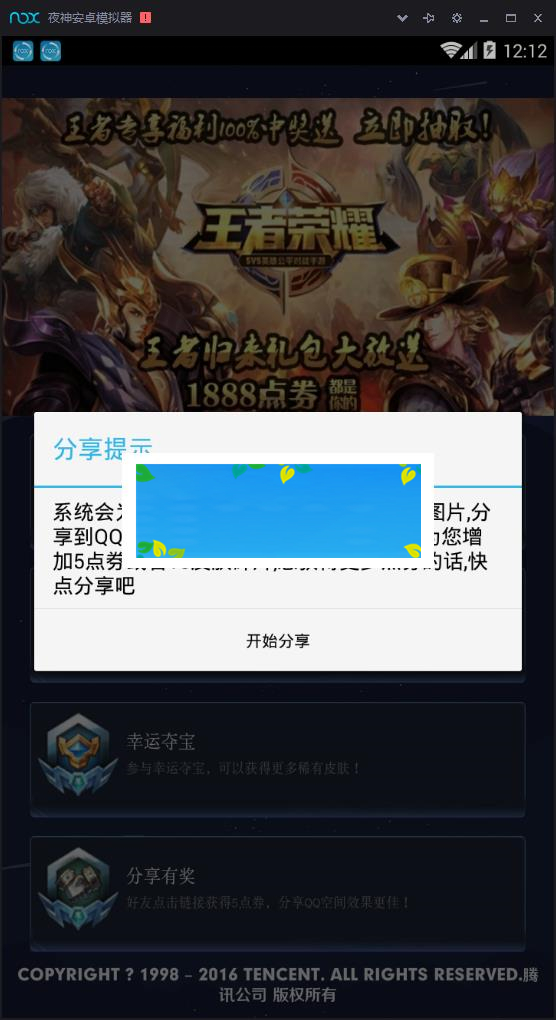 nox 夜神安卓模拟器
12:12
王者专享福利100%中奖送 立即抽取!
王者荣耀
5V5英雄公平对战手游
王者归来礼包大放送
1888点券 都是你的
分享提示
系统会 图片,分
享到QQ 您增
加5点券 的话,快
点分享吧
开始分享
幸运夺宝
参与幸运夺宝，可以获得更多稀有皮肤！
分享有奖
好友点击链接获得5点券，分享QQ空间效果更佳！
COPYRIGHT ? 1998 – 2016 TENCENT. ALL RIGHTS RESERVED.腾
讯公司 版权所有